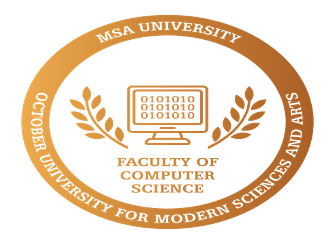 MSA UNIVERSITY
0101010
0101010
0101010
FACULTY OF
COMPUTER
SCIENCE
OCTOBER UNIVERSITY FOR MODERN SCIENCES AND ARTS